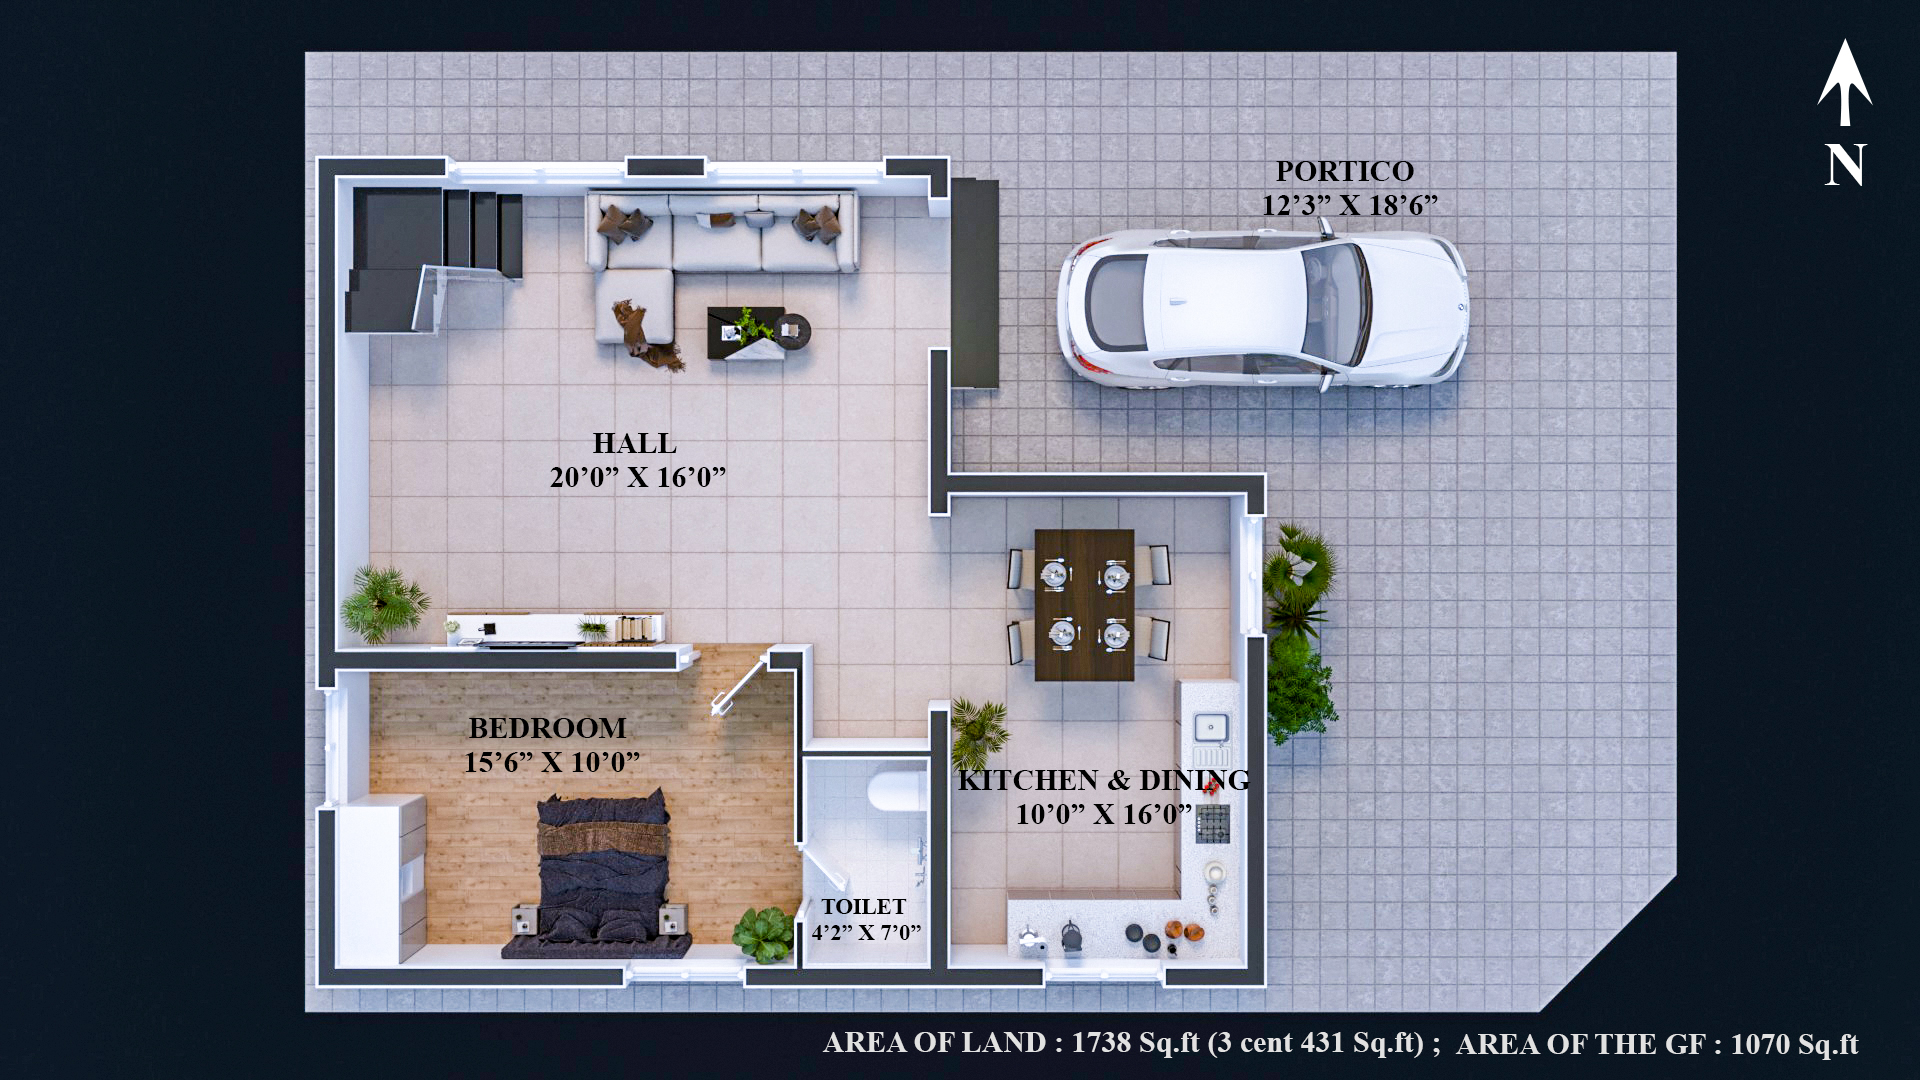 N
PORTICO
12’3” X 18’6”
HALL
20’0” X 16’0”
BEDROOM
15’6” X 10’0”
KITCHEN & DINING
10’0” X 16’0”
TOILET
4’2” X 7’0”
AREA OF LAND : 1738 Sq.ft (3 cent 431 Sq.ft) ; AREA OF THE GF : 1070 Sq.ft